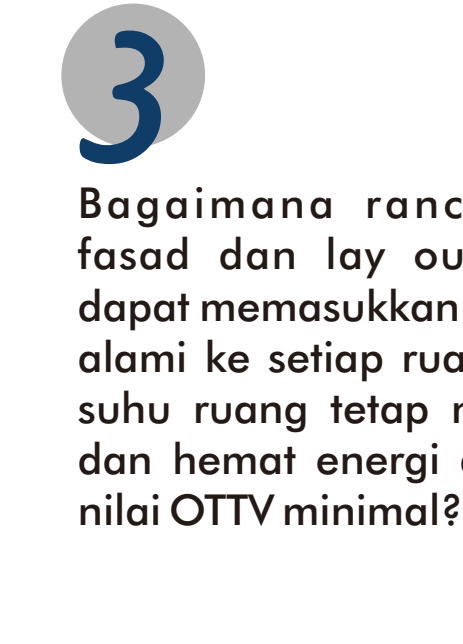 3
Bagaimana ranc
fasad dan lay ou
dapat memasukkan
alami ke setiap rua
suhu ruang tetap
dan hemat energi
nilai OTTV minimal?